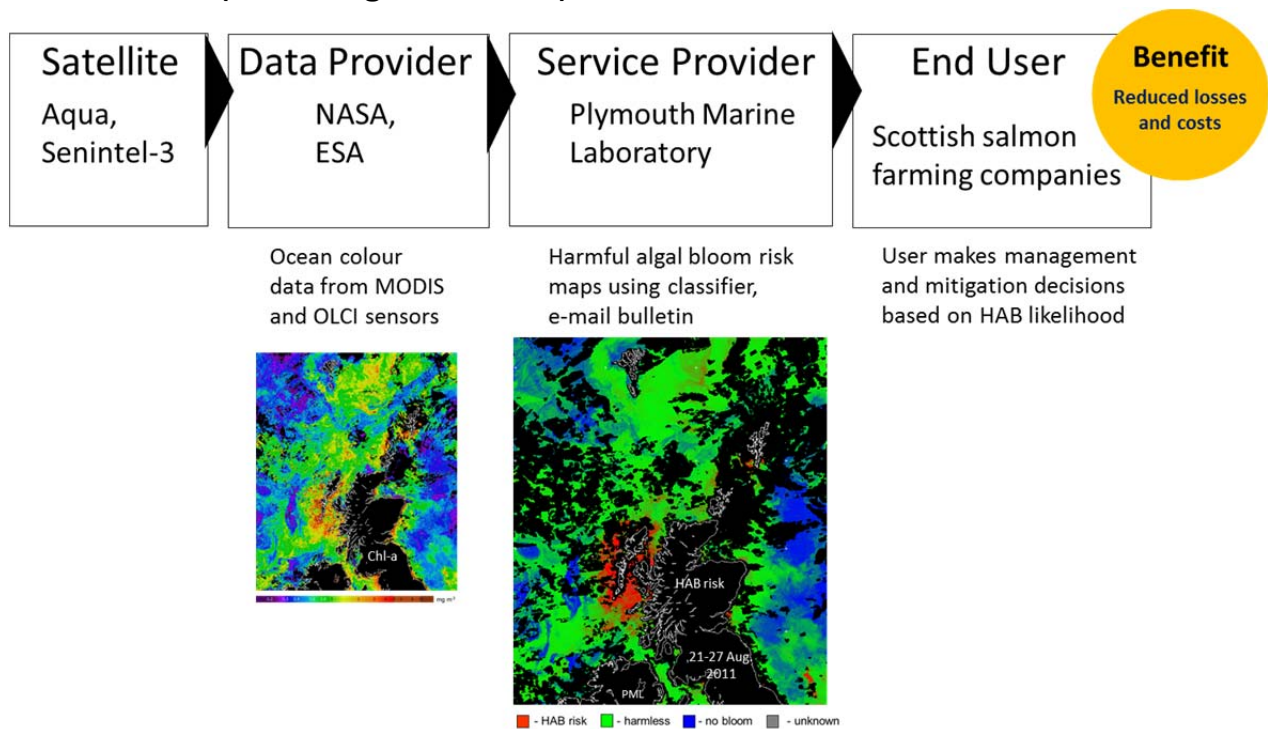 Satellite
Aqua,
Senintel-3
Data Provider
NASA,
ESA
Service Provider
Plymouth Marine
Laboratory
End User
Scottish salmon
farming companies
Benefit
Reduced losses
and costs
Ocean colour
data from MODIS
and OLCI sensors
Harmful algal bloom risk
maps using classifier,
e-mail bulletin
User makes management
and mitigation decisions
based on HAB likelihood
Chl-a
mg m-3
HAB risk
21-27 Aug.
2011
PML
- HAB risk - harmless - no bloom - unknown